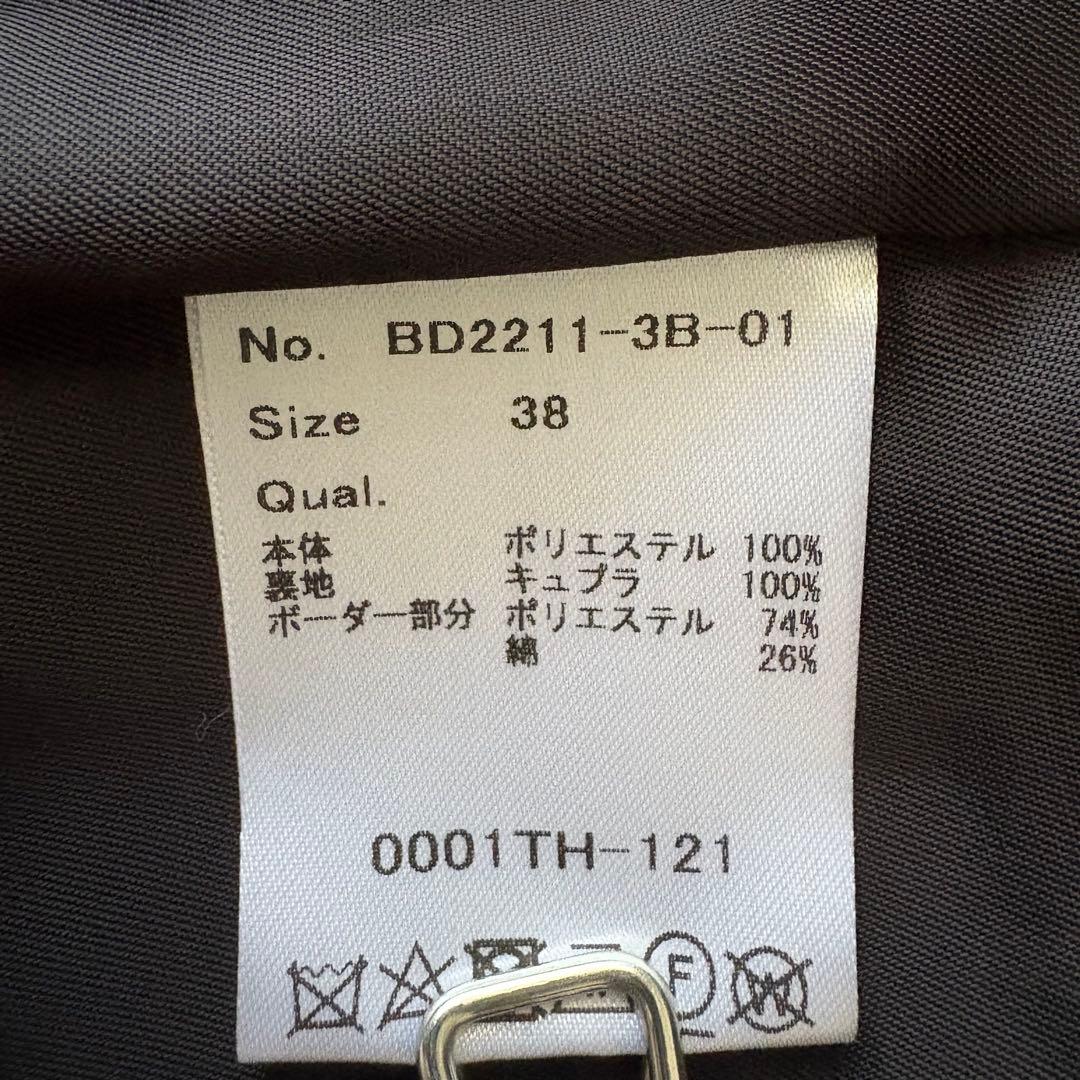 No. BD2211-3B-01
Size 38
Qual.
本体 ポリエステル 100%
裏地 キュプラ 100%
ボーダー部分 ポリエステル 74%
綿 26%
0001TH-121
F W